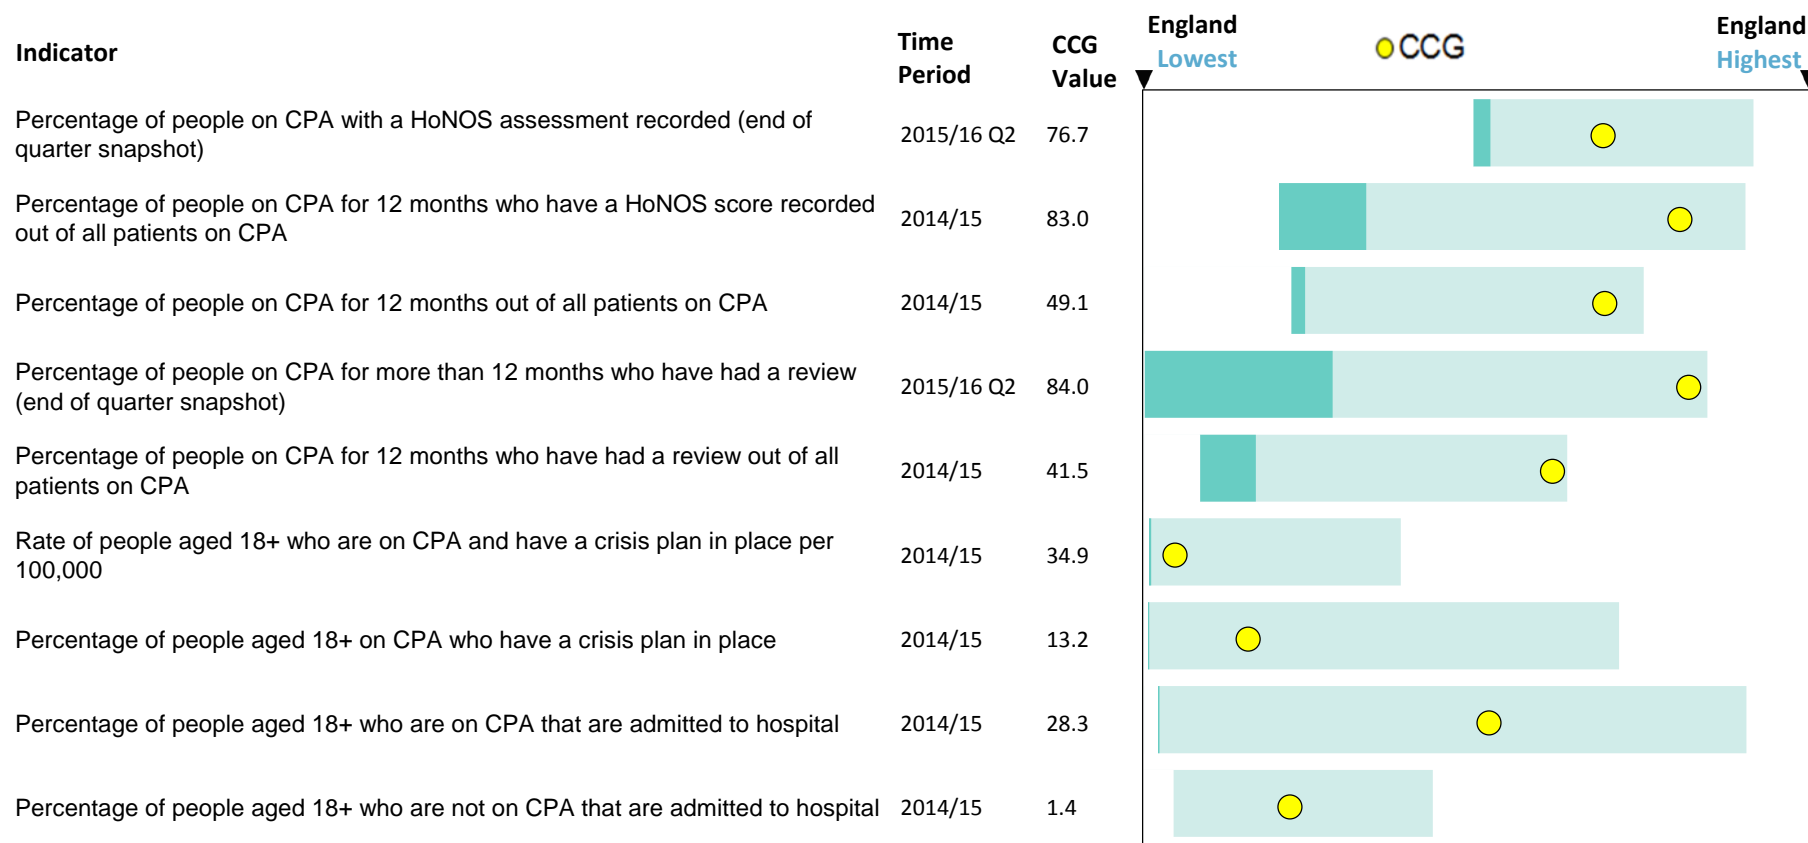 Indicator
Time Period
CCG Value
England Lowest
CCG
England Highest
Percentage of people on CPA with a HoNOS assessment recorded (end of
quarter snapshot)
2015/16 Q2
76.7
Percentage of people on CPA for 12 months who have a HoNOS score recorded
out of all patients on CPA
2014/15
83.0
Percentage of people on CPA for 12 months out of all patients on CPA
2014/15
49.1
Percentage of people on CPA for more than 12 months who have had a review
(end of quarter snapshot)
2015/16 Q2
84.0
Percentage of people on CPA for 12 months who have had a review out of all
patients on CPA
2014/15
41.5
Rate of people aged 18+ who are on CPA and have a crisis plan in place per
100,000
2014/15
34.9
Percentage of people aged 18+ on CPA who have a crisis plan in place
2014/15
13.2
Percentage of people aged 18+ who are on CPA that are admitted to hospital
2014/15
28.3
Percentage of people aged 18+ who are not on CPA that are admitted to hospital
2014/15
1.4